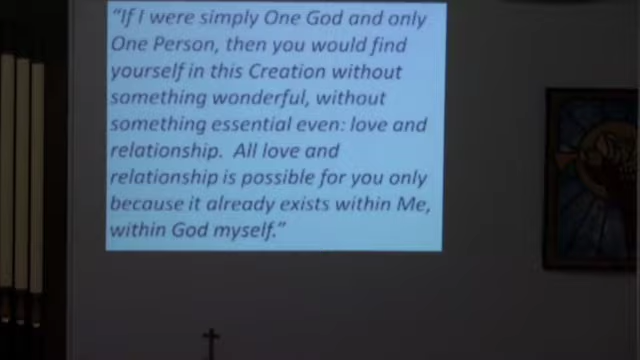 "If I were simply One God and only
One Person, then you would find
yourself in this Creation without
something wonderful, without
something essential even: love and
relationship.  All love and
relationship is possible for you only
because it already exists within Me,
within God myself."